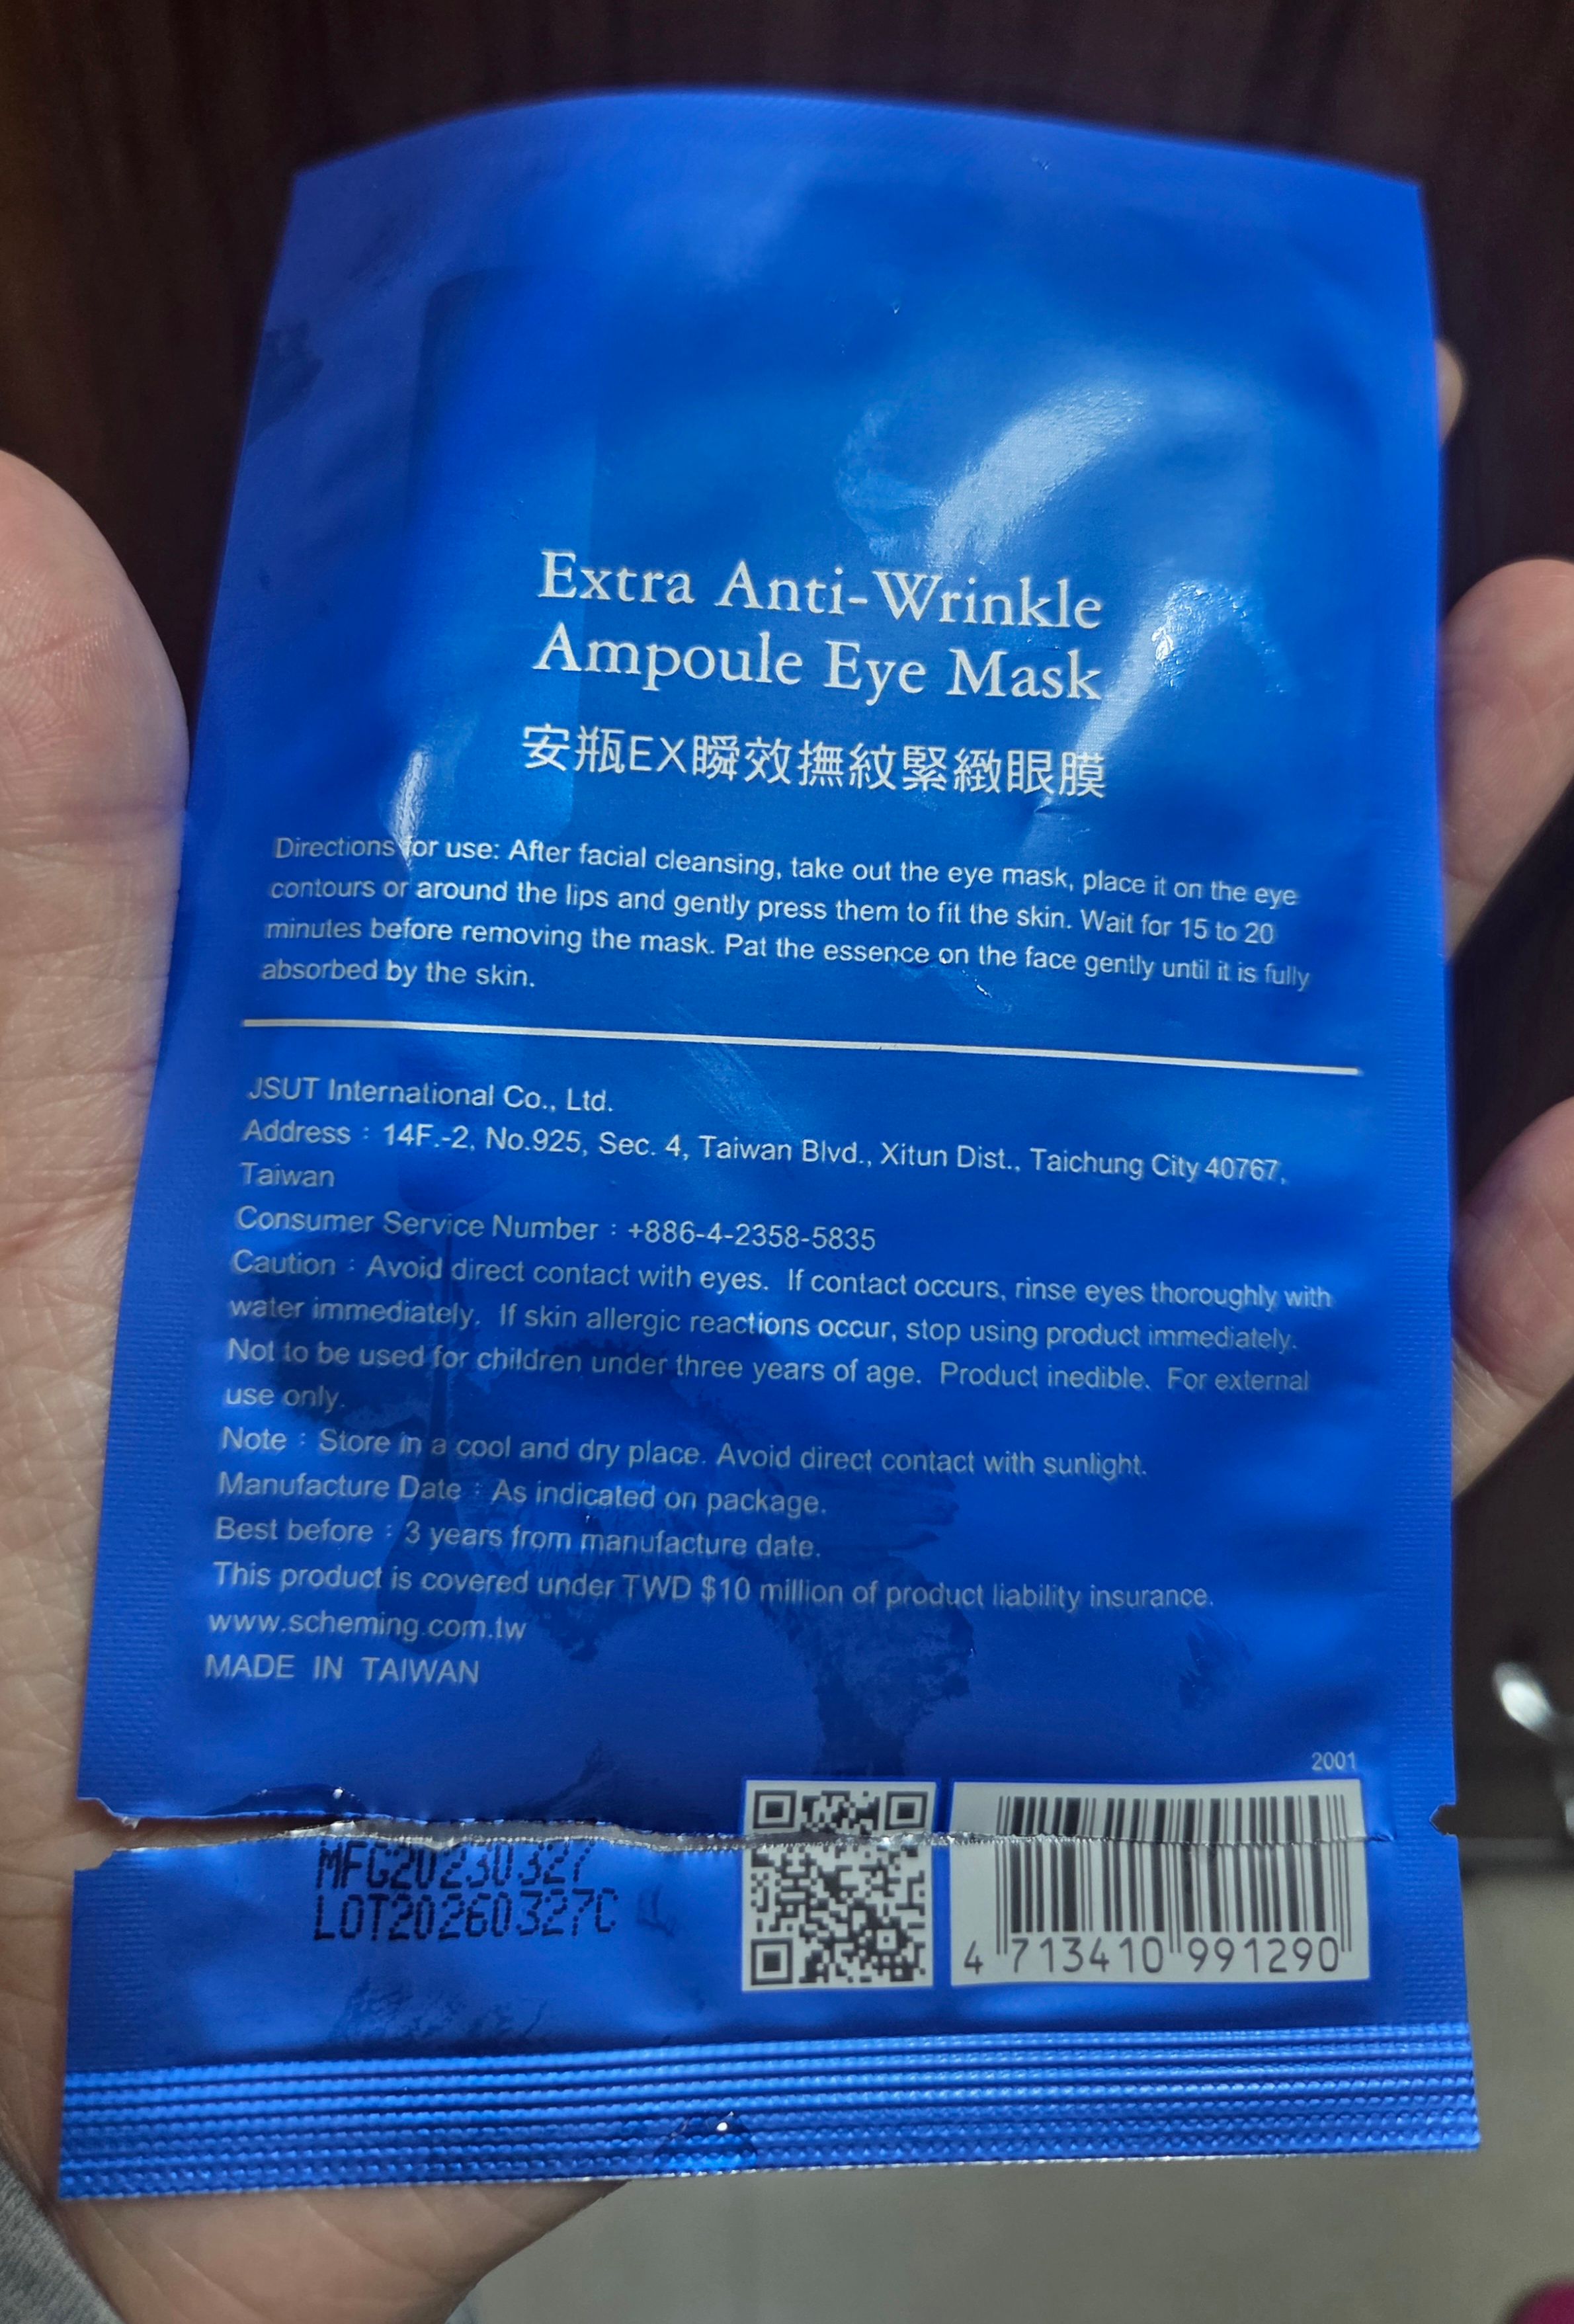 Extra Anti-Wrinkle
Ampoule Eye Mask
安瓶EX瞬效撫紋緊緻眼膜
Directions for use: After facial cleansing, take out the eye mask, place it on the eye
contours or around the lips and gently press them to fit the skin. Wait for 15 to 20
minutes before removing the mask. Pat the essence on the face gently until it is fully
absorbed by the skin.
JSUT International Co., Ltd.
Address：14F.-2, No.925, Sec. 4, Taiwan Blvd., Xitun Dist., Taichung City 40767,
Taiwan
Consumer Service Number：+886-4-2358-5835
Caution：Avoid direct contact with eyes.  If contact occurs, rinse eyes thoroughly with
water immediately.  If skin allergic reactions occur, stop using product immediately.
Not to be used for children under three years of age.  Product inedible.  For external
use only.
Note：Store in a cool and dry place. Avoid direct contact with sunlight.
Manufacture Date：As indicated on package.
Best before：3 years from manufacture date.
This product is covered under TWD $10 million of product liability insurance.
www.scheming.com.tw
MADE IN TAIWAN
2001
MFG20230327
LOT20260327C
4 713410 991290